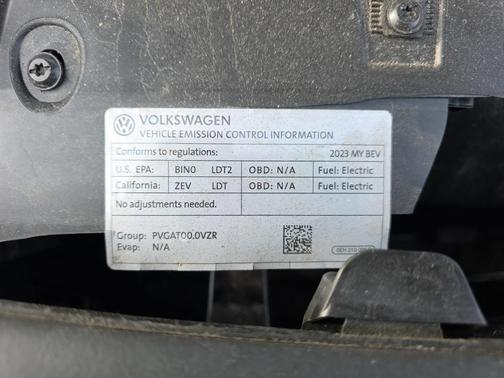 VOLKSWAGEN
VEHICLE EMISSION CONTROL INFORMATION
Conforms to regulations: 2023 MY BEV
U.S. EPA: BIN0 LDT2 OBD: N/A Fuel: Electric
California: ZEV LDT OBD: N/A Fuel: Electric
No adjustments needed.
Group: PVGAT00.0VZR
Evap: N/A